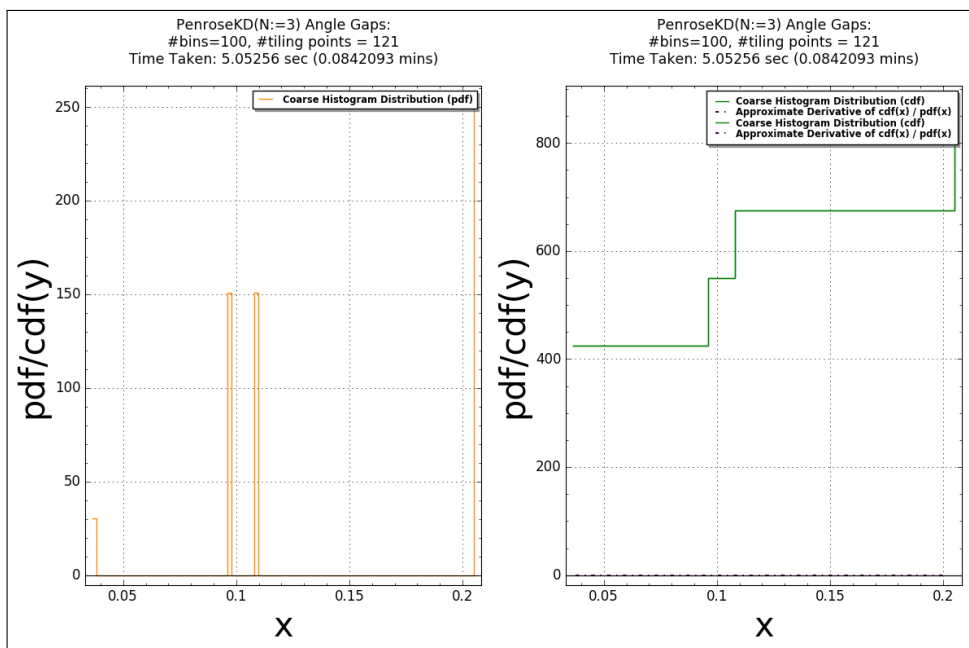 PenroseKD(N:=3) Angle Gaps:
#bins=100, #tiling points = 121
Time Taken: 5.05256 sec (0.0842093 mins)
Coarse Histogram Distribution (pdf)
250
200
150
100
50
0
pdf/cdf(y)
0.05
0.1
0.15
0.2
x
PenroseKD(N:=3) Angle Gaps:
#bins=100, #tiling points = 121
Time Taken: 5.05256 sec (0.0842093 mins)
Coarse Histogram Distribution (cdf)
Approximate Derivative of cdf(x) / pdf(x)
Coarse Histogram Distribution (cdf)
Approximate Derivative of cdf(x) / pdf(x)
800
600
400
200
0
pdf/cdf(y)
0.05
0.1
0.15
0.2
x